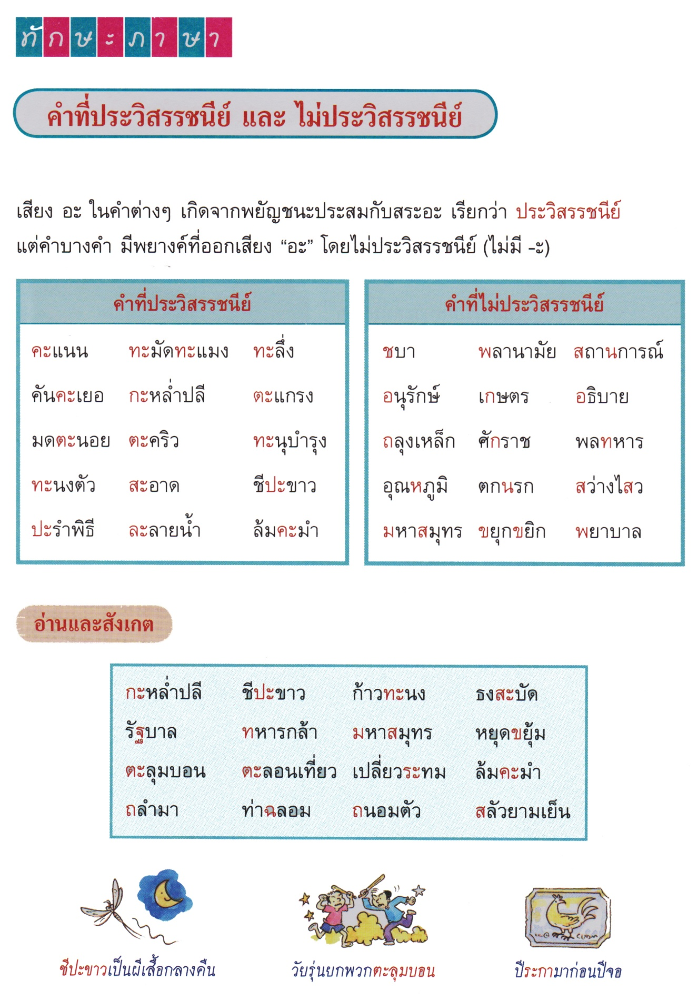 ทักษะภาษา
คำที่ประวิสรรชนีย์ และ ไม่ประวิสรรชนีย์
เสียง อะ ในคำต่างๆ เกิดจากพยัญชนะประสมกับสระอะ เรียกว่า ประวิสรรชนีย์
แต่คำบางคำ มีพยางค์ที่ออกเสียง “อะ” โดยไม่ประวิสรรชนีย์ (ไม่มี -ะ)
คำที่ประวิสรรชนีย์
คะแนน ทะมัดทะแมง ทะลึ่ง
คันคะเยอ กะหล่ำปลี ตะแกรง
มดตะนอย ตะคริว ทะนุบำรุง
ทะนงตัว สะอาด ชีปะขาว
ปะรำพิธี ละลายน้ำ ล้มคะมำ
คำที่ไม่ประวิสรรชนีย์
ชบา พลานามัย สถานการณ์
อนุรักษ์ เกษตร อธิบาย
ถลุงเหล็ก ศักราช พลทหาร
อุณหภูมิ ตกนรก สว่างไสว
มหาสมุทร ขยุกขยิก พยาบาล
อ่านและสังเกต
กะหล่ำปลี ชีปะขาว ก้าวทะนง ธงสะบัด
รัฐบาล ทหารกล้า มหาสมุทร หยุดขยุ้ม
ตะลุมบอน ตะลอนเที่ยว เปลี่ยวระทม ล้มคะมำ
ถลำมา ท่าฉลอม ถนอมตัว สลัวยามเย็น
ชีปะขาวเป็นผีเสื้อกลางคืน
วัยรุ่นยกพวกตะลุมบอน
ปีระกามาก่อนปีจอ